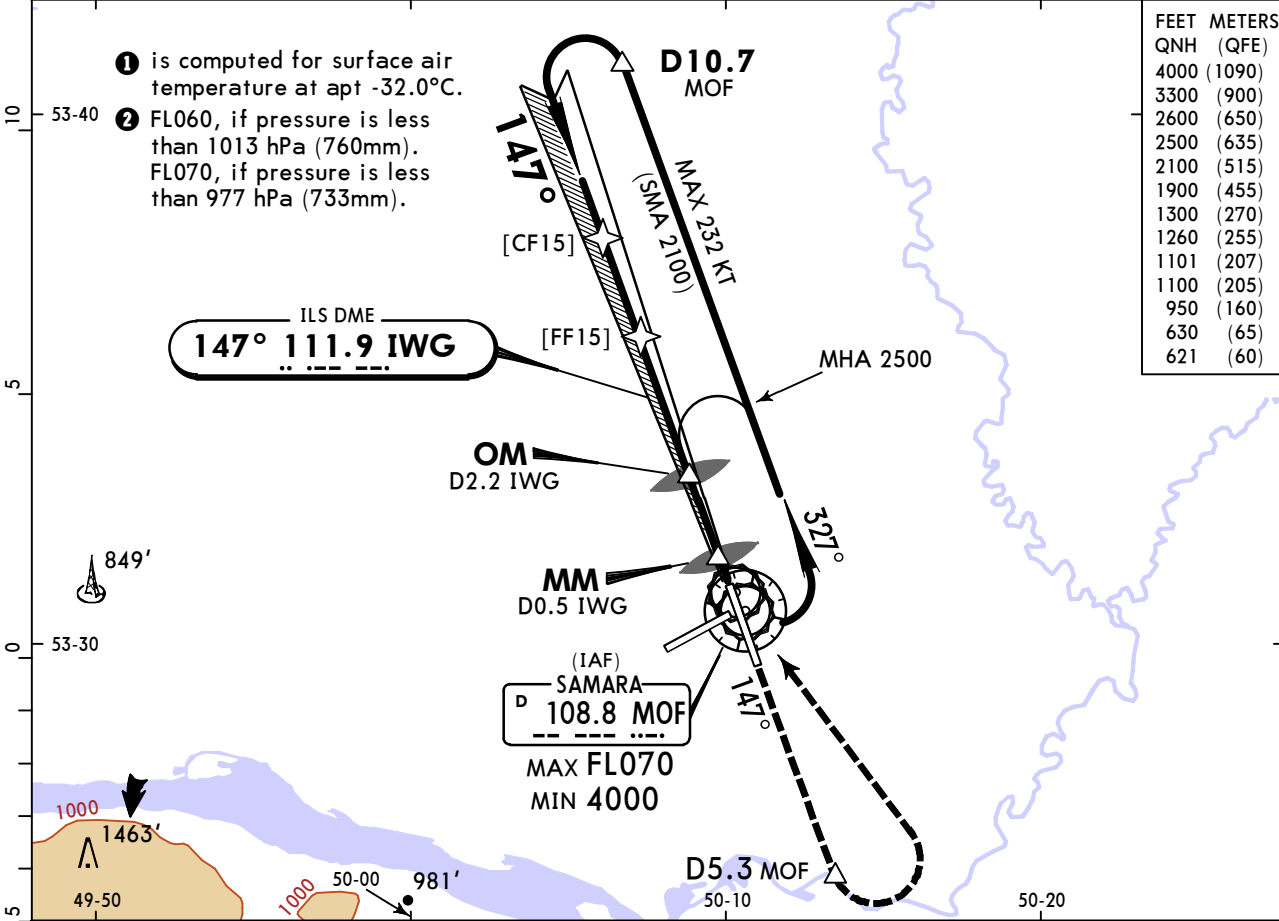 ❶ is computed for surface air
temperature at apt -32.0°C.
❷ FL060, if pressure is less
than 1013 hPa (760mm).
FL070, if pressure is less
than 977 hPa (733mm).
D10.7
MOF
FEET METERS
QNH (QFE)
4000 (1090)
3300 (900)
2600 (650)
2500 (635)
2100 (515)
1900 (455)
1300 (270)
1260 (255)
1101 (207)
1100 (205)
950 (160)
630 (65)
621 (60)
10
53-40
147°
MAX 232 KT
(SMA 2100)
[CF15]
ILS DME
147° 111.9 IWG
[FF15]
MHA 2500
5
OM
D2.2 IWG
327°
849'
MM
D0.5 IWG
0
53-30
(IAF)
SAMARA
D 108.8 MOF
147°
MAX FL070
MIN 4000
1000
1463'
D5.3 MOF
1000
50-00
981'
49-50
50-10
50-20
5